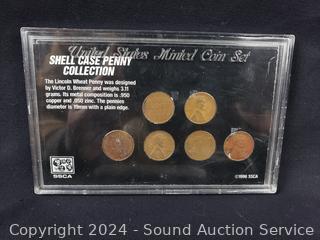 United States Minted Coin Set
SHELL CASE PENNY
COLLECTION
The Lincoln Wheat Penny was designed
by Victor D. Brenner and weighs 3.11
grams. Its metal composition is .950
copper and .050 zinc. The pennies
diameter is 19mm with a plain edge.
SSCA
©1996 SSCA
Copyright 2024 - Sound Auction Service